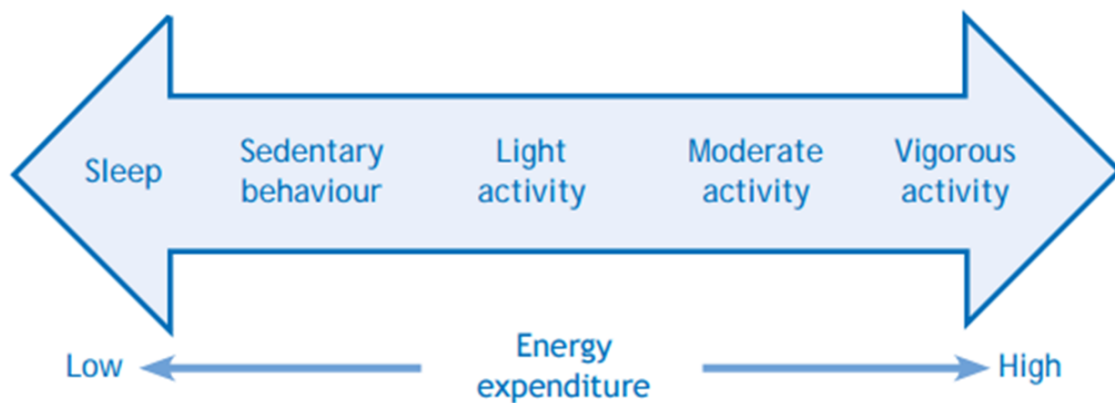 Sleep
Sedentary
behaviour
Light
activity
Moderate
activity
Vigorous
activity
Low
Energy
expenditure
High